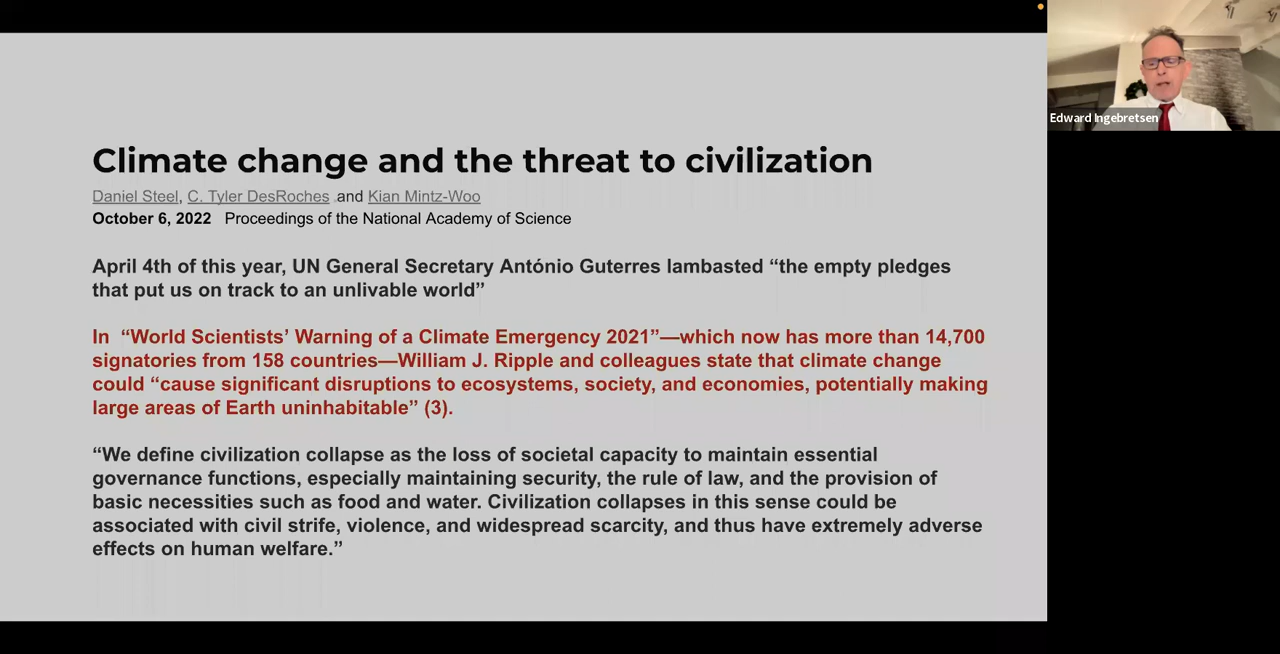 Climate change and the threat to civilization
Daniel Steel, C. Tyler DesRoches and Kian Mintz-Woo
October 6, 2022 Proceedings of the National Academy of Science
April 4th of this year, UN General Secretary António Guterres lambasted “the empty pledges
that put us on track to an unlivable world”
In “World Scientists’ Warning of a Climate Emergency 2021”—which now has more than 14,700
signatories from 158 countries—William J. Ripple and colleagues state that climate change
could “cause significant disruptions to ecosystems, society, and economies, potentially making
large areas of Earth uninhabitable” (3).
“We define civilization collapse as the loss of societal capacity to maintain essential
governance functions, especially maintaining security, the rule of law, and the provision of
basic necessities such as food and water. Civilization collapses in this sense could be
associated with civil strife, violence, and widespread scarcity, and thus have extremely adverse
effects on human welfare.”
Edward Ingebretsen